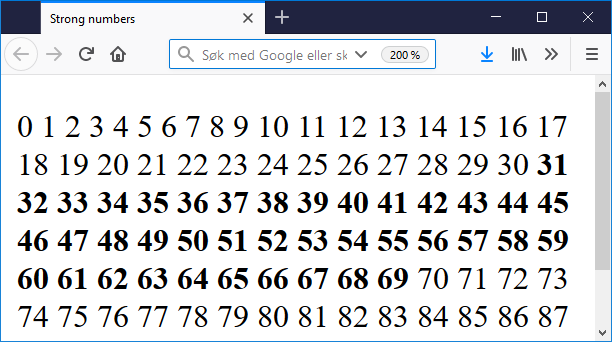 Strong numbers
Søk med Google eller sk
200 %
0 1 2 3 4 5 6 7 8 9 10 11 12 13 14 15 16 17
18 19 20 21 22 23 24 25 26 27 28 29 30 31
32 33 34 35 36 37 38 39 40 41 42 43 44 45
46 47 48 49 50 51 52 53 54 55 56 57 58 59
60 61 62 63 64 65 66 67 68 69 70 71 72 73
74 75 76 77 78 79 80 81 82 83 84 85 86 87